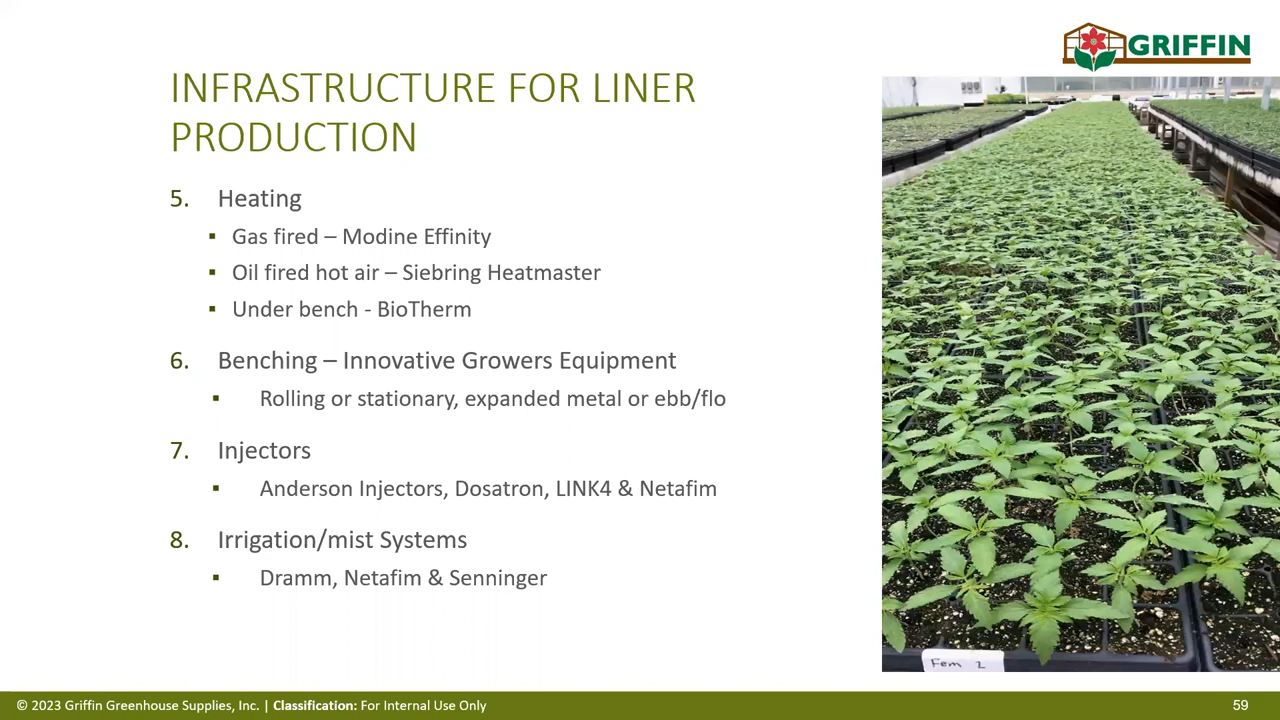 GRIFFIN
INFRASTRUCTURE FOR LINER
PRODUCTION
5. Heating
▪ Gas fired – Modine Effinity
▪ Oil fired hot air – Siebring Heatmaster
▪ Under bench - BioTherm
6. Benching – Innovative Growers Equipment
▪ Rolling or stationary, expanded metal or ebb/flo
7. Injectors
▪ Anderson Injectors, Dosatron, LINK4 & Netafim
8. Irrigation/mist Systems
▪ Dramm, Netafim & Senninger
Fem 2
© 2023 Griffin Greenhouse Supplies, Inc. | Classification: For Internal Use Only
59